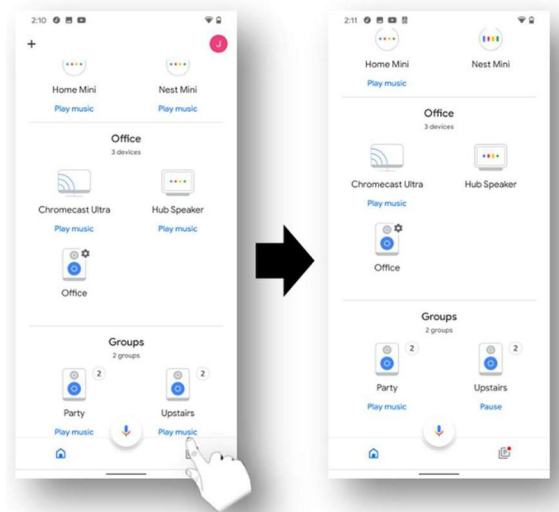 2:10
J
Home Mini
Nest Mini
Play music
Play music
Office
3 devices
Chromecast Ultra
Hub Speaker
Play music
Play music
Office
Groups
2 groups
2
2
Party
Upstairs
Play music
Play music
2:11
Home Mini
Nest Mini
Play music
Office
3 devices
Chromecast Ultra
Hub Speaker
Play music
Office
Groups
2 groups
2
2
Party
Upstairs
Play music
Pause